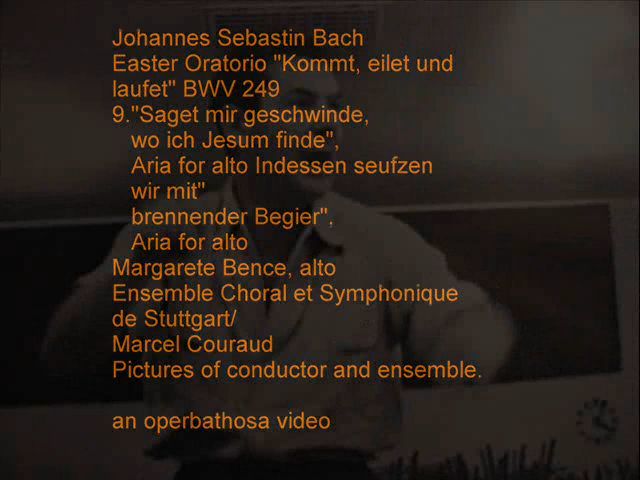 Johannes Sebastin Bach
Easter Oratorio "Kommt, eilet und
laufet" BWV 249
9."Saget mir geschwinde,
wo ich Jesum finde",
Aria for alto Indessen seufzen
wir mit"
brennender Begier",
Aria for alto
Margarete Bence, alto
Ensemble Choral et Symphonique
de Stuttgart/
Marcel Couraud
Pictures of conductor and ensemble.
an operbathosa video